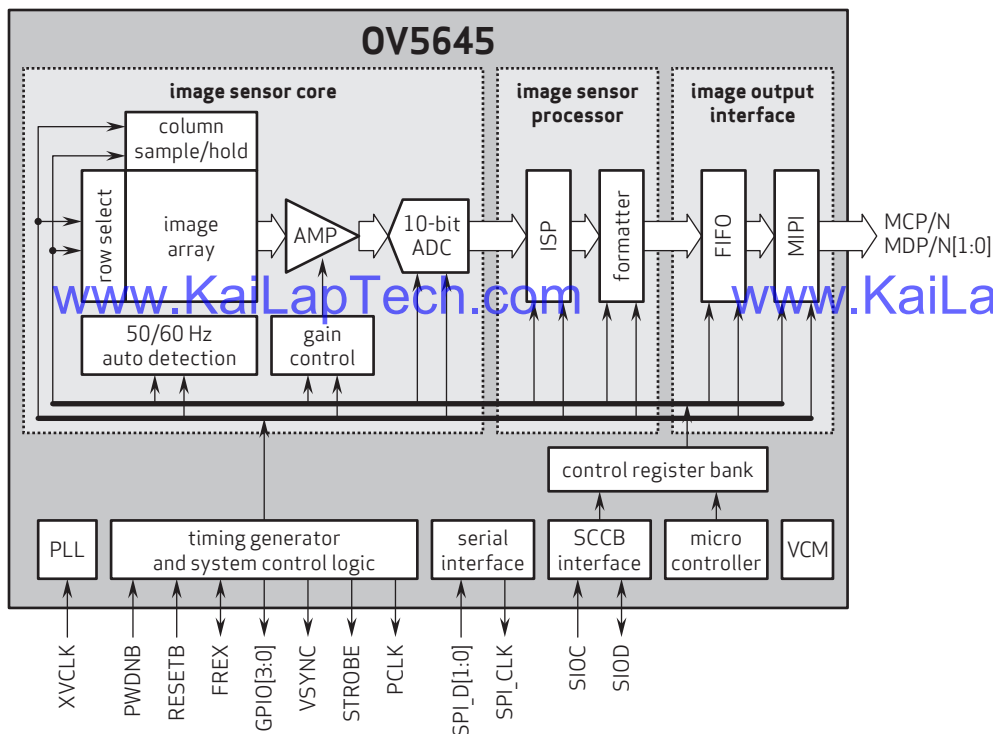 OV5645
image sensor core
image sensor
processor
image output
interface
column
sample/hold
row select
image
array
AMP
10-bit
ADC
ISP
formatter
FIFO
MIPI
MCP/N
MDP/N[1:0]
www.KaiLapTech.com
www.KaiLa
50/60 Hz
auto detection
gain
control
control register bank
PLL
timing generator
and system control logic
serial
interface
SCCB
interface
micro
controller
VCM
XVCLK
PWDNB
RESETB
FREX
GPIO[3:0]
VSYNC
STROBE
PCLK
SPI_D[1:0]
SPI_CLK
SIOC
SIOD